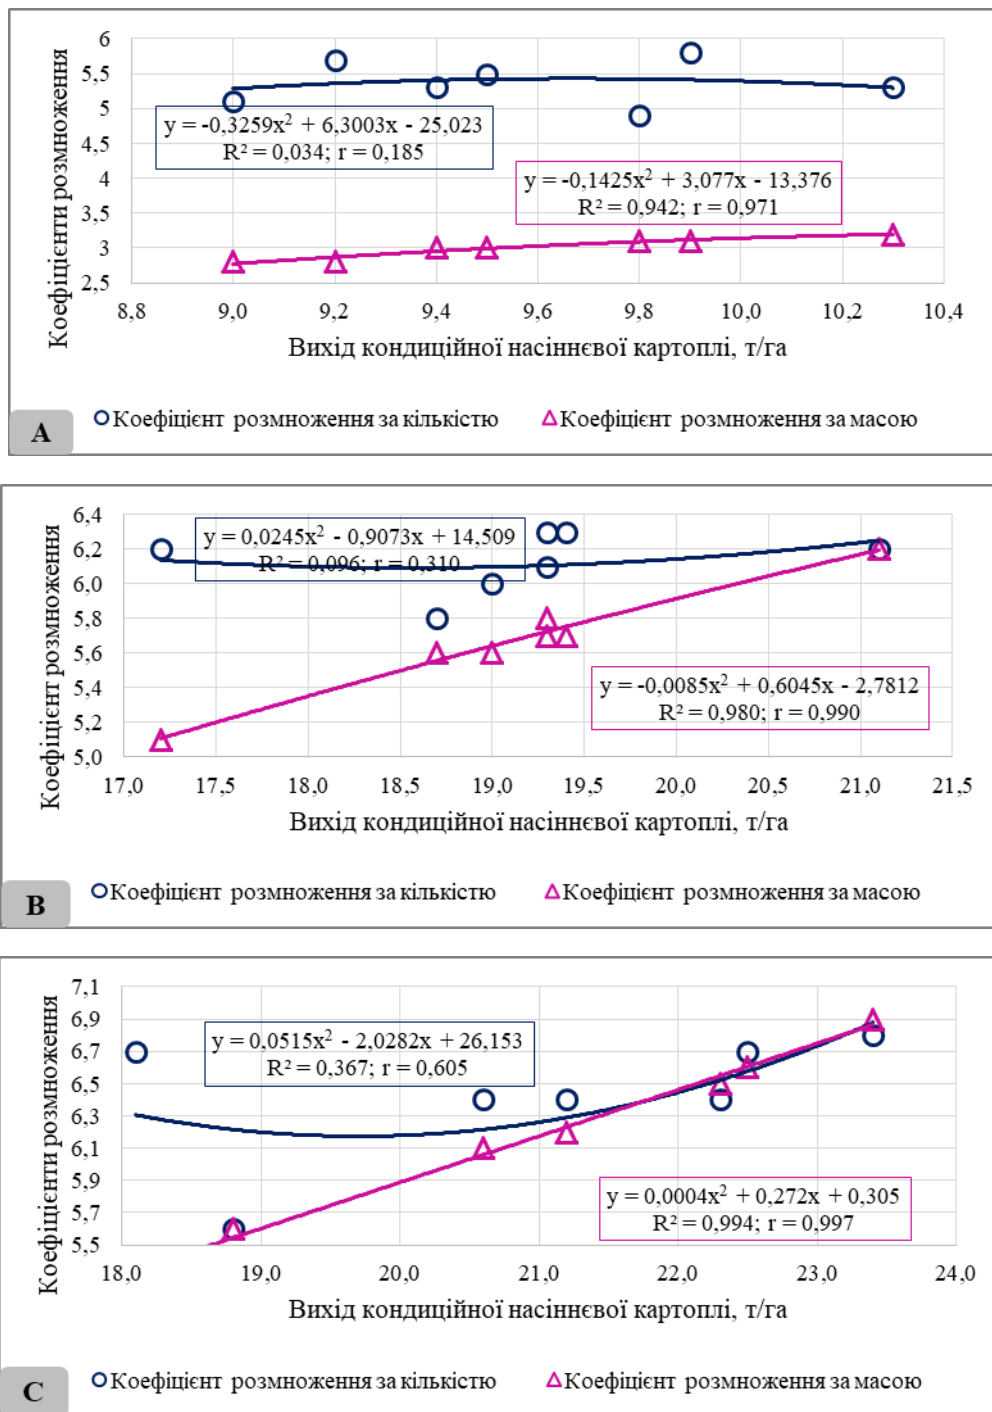 Коефіцієнти розмноження
6
5,5
5
4,5
4
3,5
3
2,5
y = -0,3259x² + 6,3003x - 25,023
R² = 0,034; r = 0,185
y = -0,1425x² + 3,077x - 13,376
R² = 0,942; r = 0,971
8,8 9,0 9,2 9,4 9,6 9,8 10,0 10,2 10,4
Вихід кондиційної насіннєвої картоплі, т/га
Коефіцієнт розмноження за кількістю Коефіцієнт розмноження за масою
A
Коефіцієнт розмноження
6,4
6,2
6,0
5,8
5,6
5,4
5,2
5,0
y = 0,0245x² - 0,9073x + 14,509
R² = 0,096; r = 0,310
y = -0,0085x² + 0,6045x - 2,7812
R² = 0,980; r = 0,990
17,0 17,5 18,0 18,5 19,0 19,5 20,0 20,5 21,0 21,5
Вихід кондиційної насіннєвої картоплі, т/га
Коефіцієнт розмноження за кількістю Коефіцієнт розмноження за масою
B
Коефіцієнти розмноження
7,1
6,9
6,7
6,5
6,3
6,1
5,9
5,7
5,5
y = 0,0515x² - 2,0282x + 26,153
R² = 0,367; r = 0,605
y = 0,0004x² + 0,272x + 0,305
R² = 0,994; r = 0,997
18,0 19,0 20,0 21,0 22,0 23,0 24,0
Вихід кондиційної насіннєвої картоплі, т/га
Коефіцієнт розмноження за кількістю Коефіцієнт розмноження за масою
C